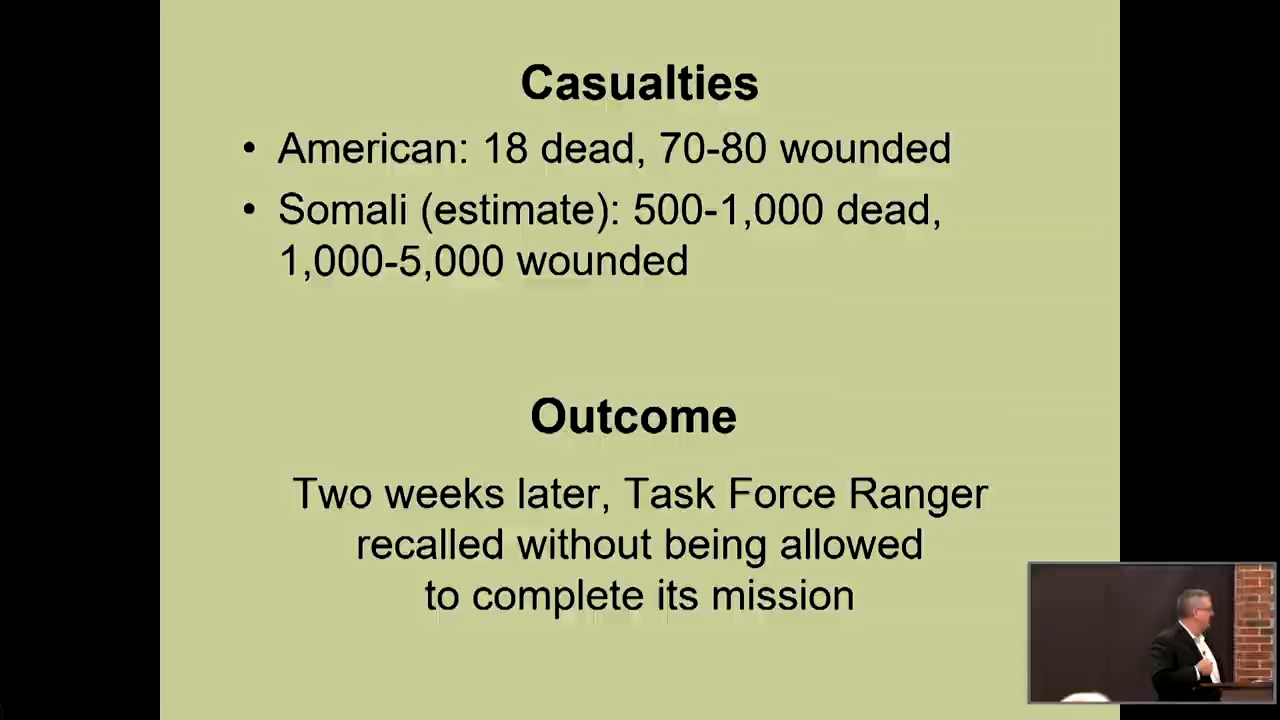 Casualties
• American: 18 dead, 70-80 wounded
• Somali (estimate): 500-1,000 dead,
1,000-5,000 wounded
Outcome
Two weeks later, Task Force Ranger
recalled without being allowed
to complete its mission